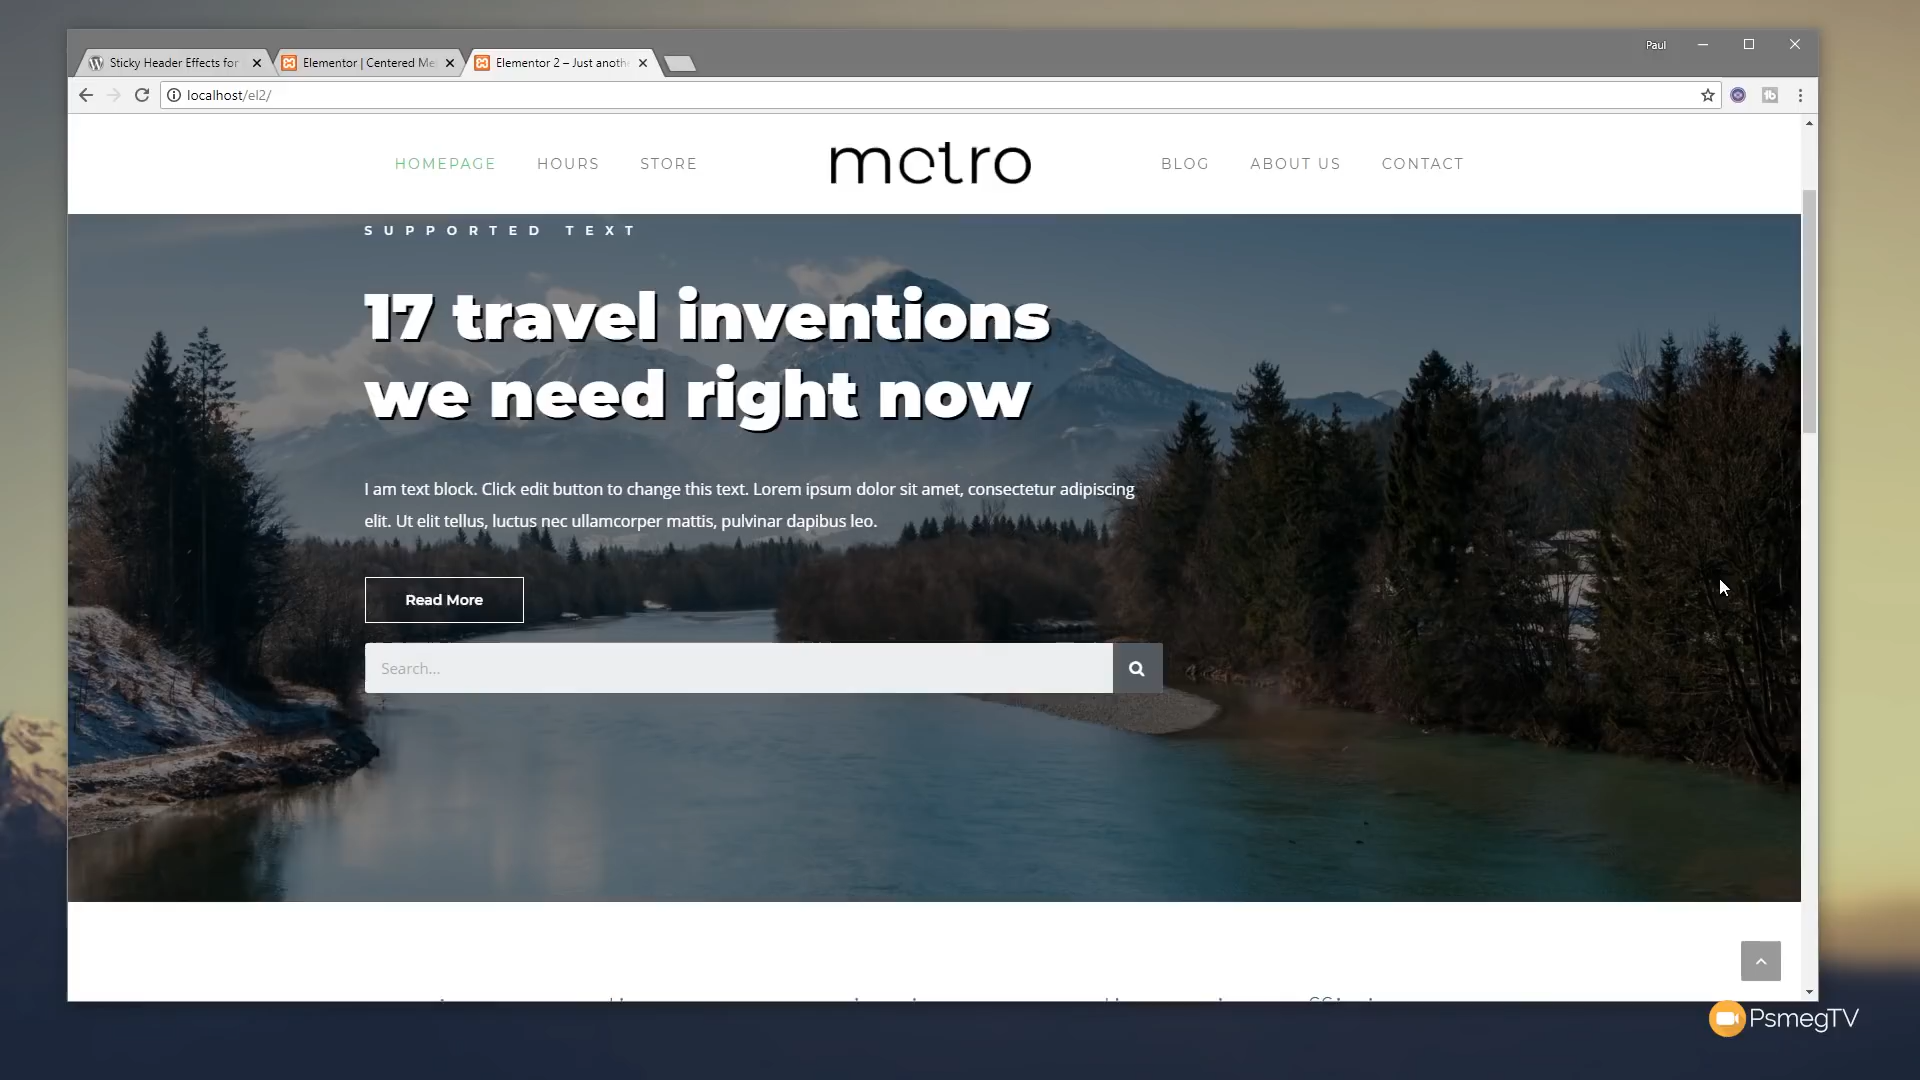 Paul
Sticky Header Effects for
Elementor | Centered Me
Elementor 2 – Just anoth
localhost/el2/
HOMEPAGE HOURS STORE metro BLOG ABOUT US CONTACT
SUPPORTED TEXT
17 travel inventions
we need right now
I am text block. Click edit button to change this text. Lorem ipsum dolor sit amet, consectetur adipiscing
elit. Ut elit tellus, luctus nec ullamcorper mattis, pulvinar dapibus leo.
Read More
Search...
PsmegTV